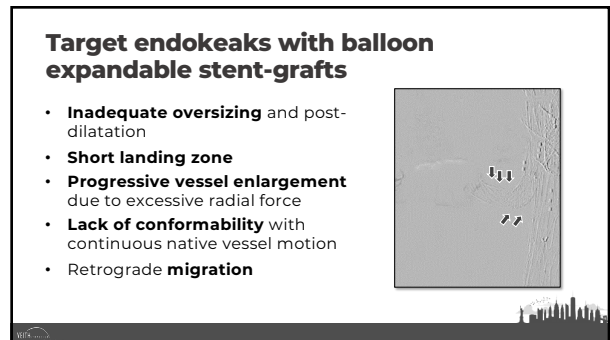 Target endokeaks with balloon
expandable stent-grafts
• Inadequate oversizing and post-
dilatation
• Short landing zone
• Progressive vessel enlargement
due to excessive radial force
• Lack of conformability with
continuous native vessel motion
• Retrograde migration
VEITH